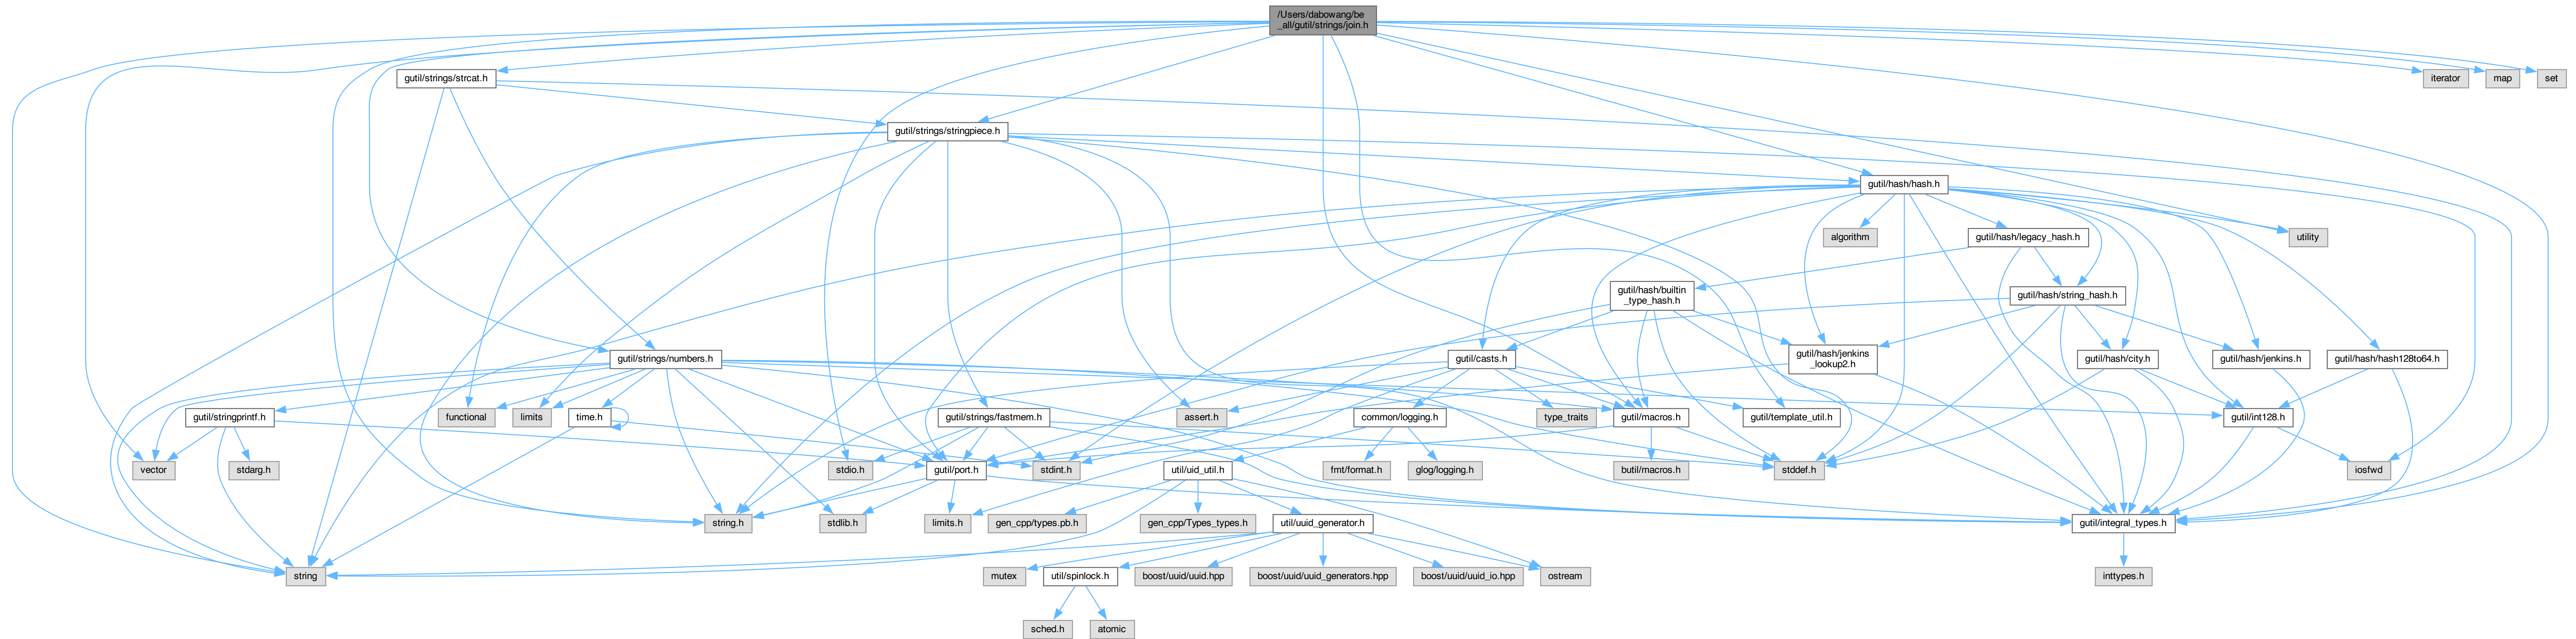 /Users/dabowang/be
_all/gutil/strings/join.h
gutil/strings/strcat.h
iterator
map
set
gutil/strings/stringpiece.h
gutil/hash/hash.h
algorithm
gutil/hash/legacy_hash.h
utility
gutil/hash/builtin
_type_hash.h
gutil/hash/string_hash.h
gutil/strings/numbers.h
gutil/casts.h
gutil/hash/jenkins
_lookup2.h
gutil/hash/city.h
gutil/hash/jenkins.h
gutil/hash/hash128to64.h
gutil/stringprintf.h
functional
limits
time.h
gutil/strings/fastmem.h
assert.h
common/logging.h
type_traits
gutil/macros.h
gutil/template_util.h
gutil/int128.h
vector
stdarg.h
stdio.h
gutil/port.h
stdint.h
util/uid_util.h
fmt/format.h
glog/logging.h
butil/macros.h
stddef.h
iosfwd
string.h
stdlib.h
limits.h
gen_cpp/types.pb.h
gen_cpp/Types_types.h
util/uuid_generator.h
gutil/integral_types.h
string
mutex
util/spinlock.h
boost/uuid/uuid.hpp
boost/uuid/uuid_generators.hpp
boost/uuid/uuid_io.hpp
ostream
inttypes.h
sched.h
atomic